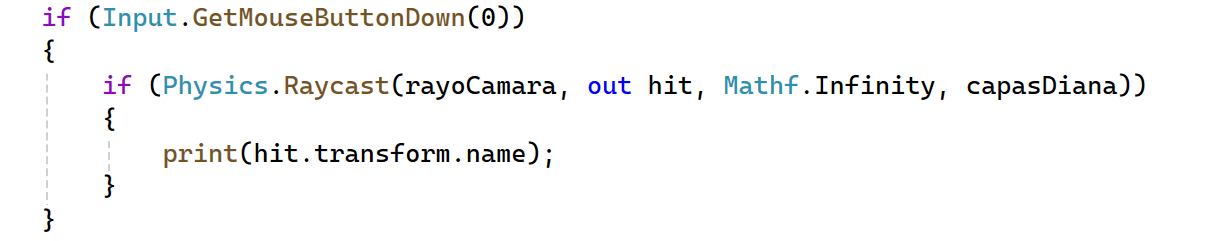 if (Input.GetMouseButtonDown(0))
{
if (Physics.Raycast(rayoCamara, out hit, Mathf.Infinity, capasDiana))
{
print(hit.transform.name);
}
}